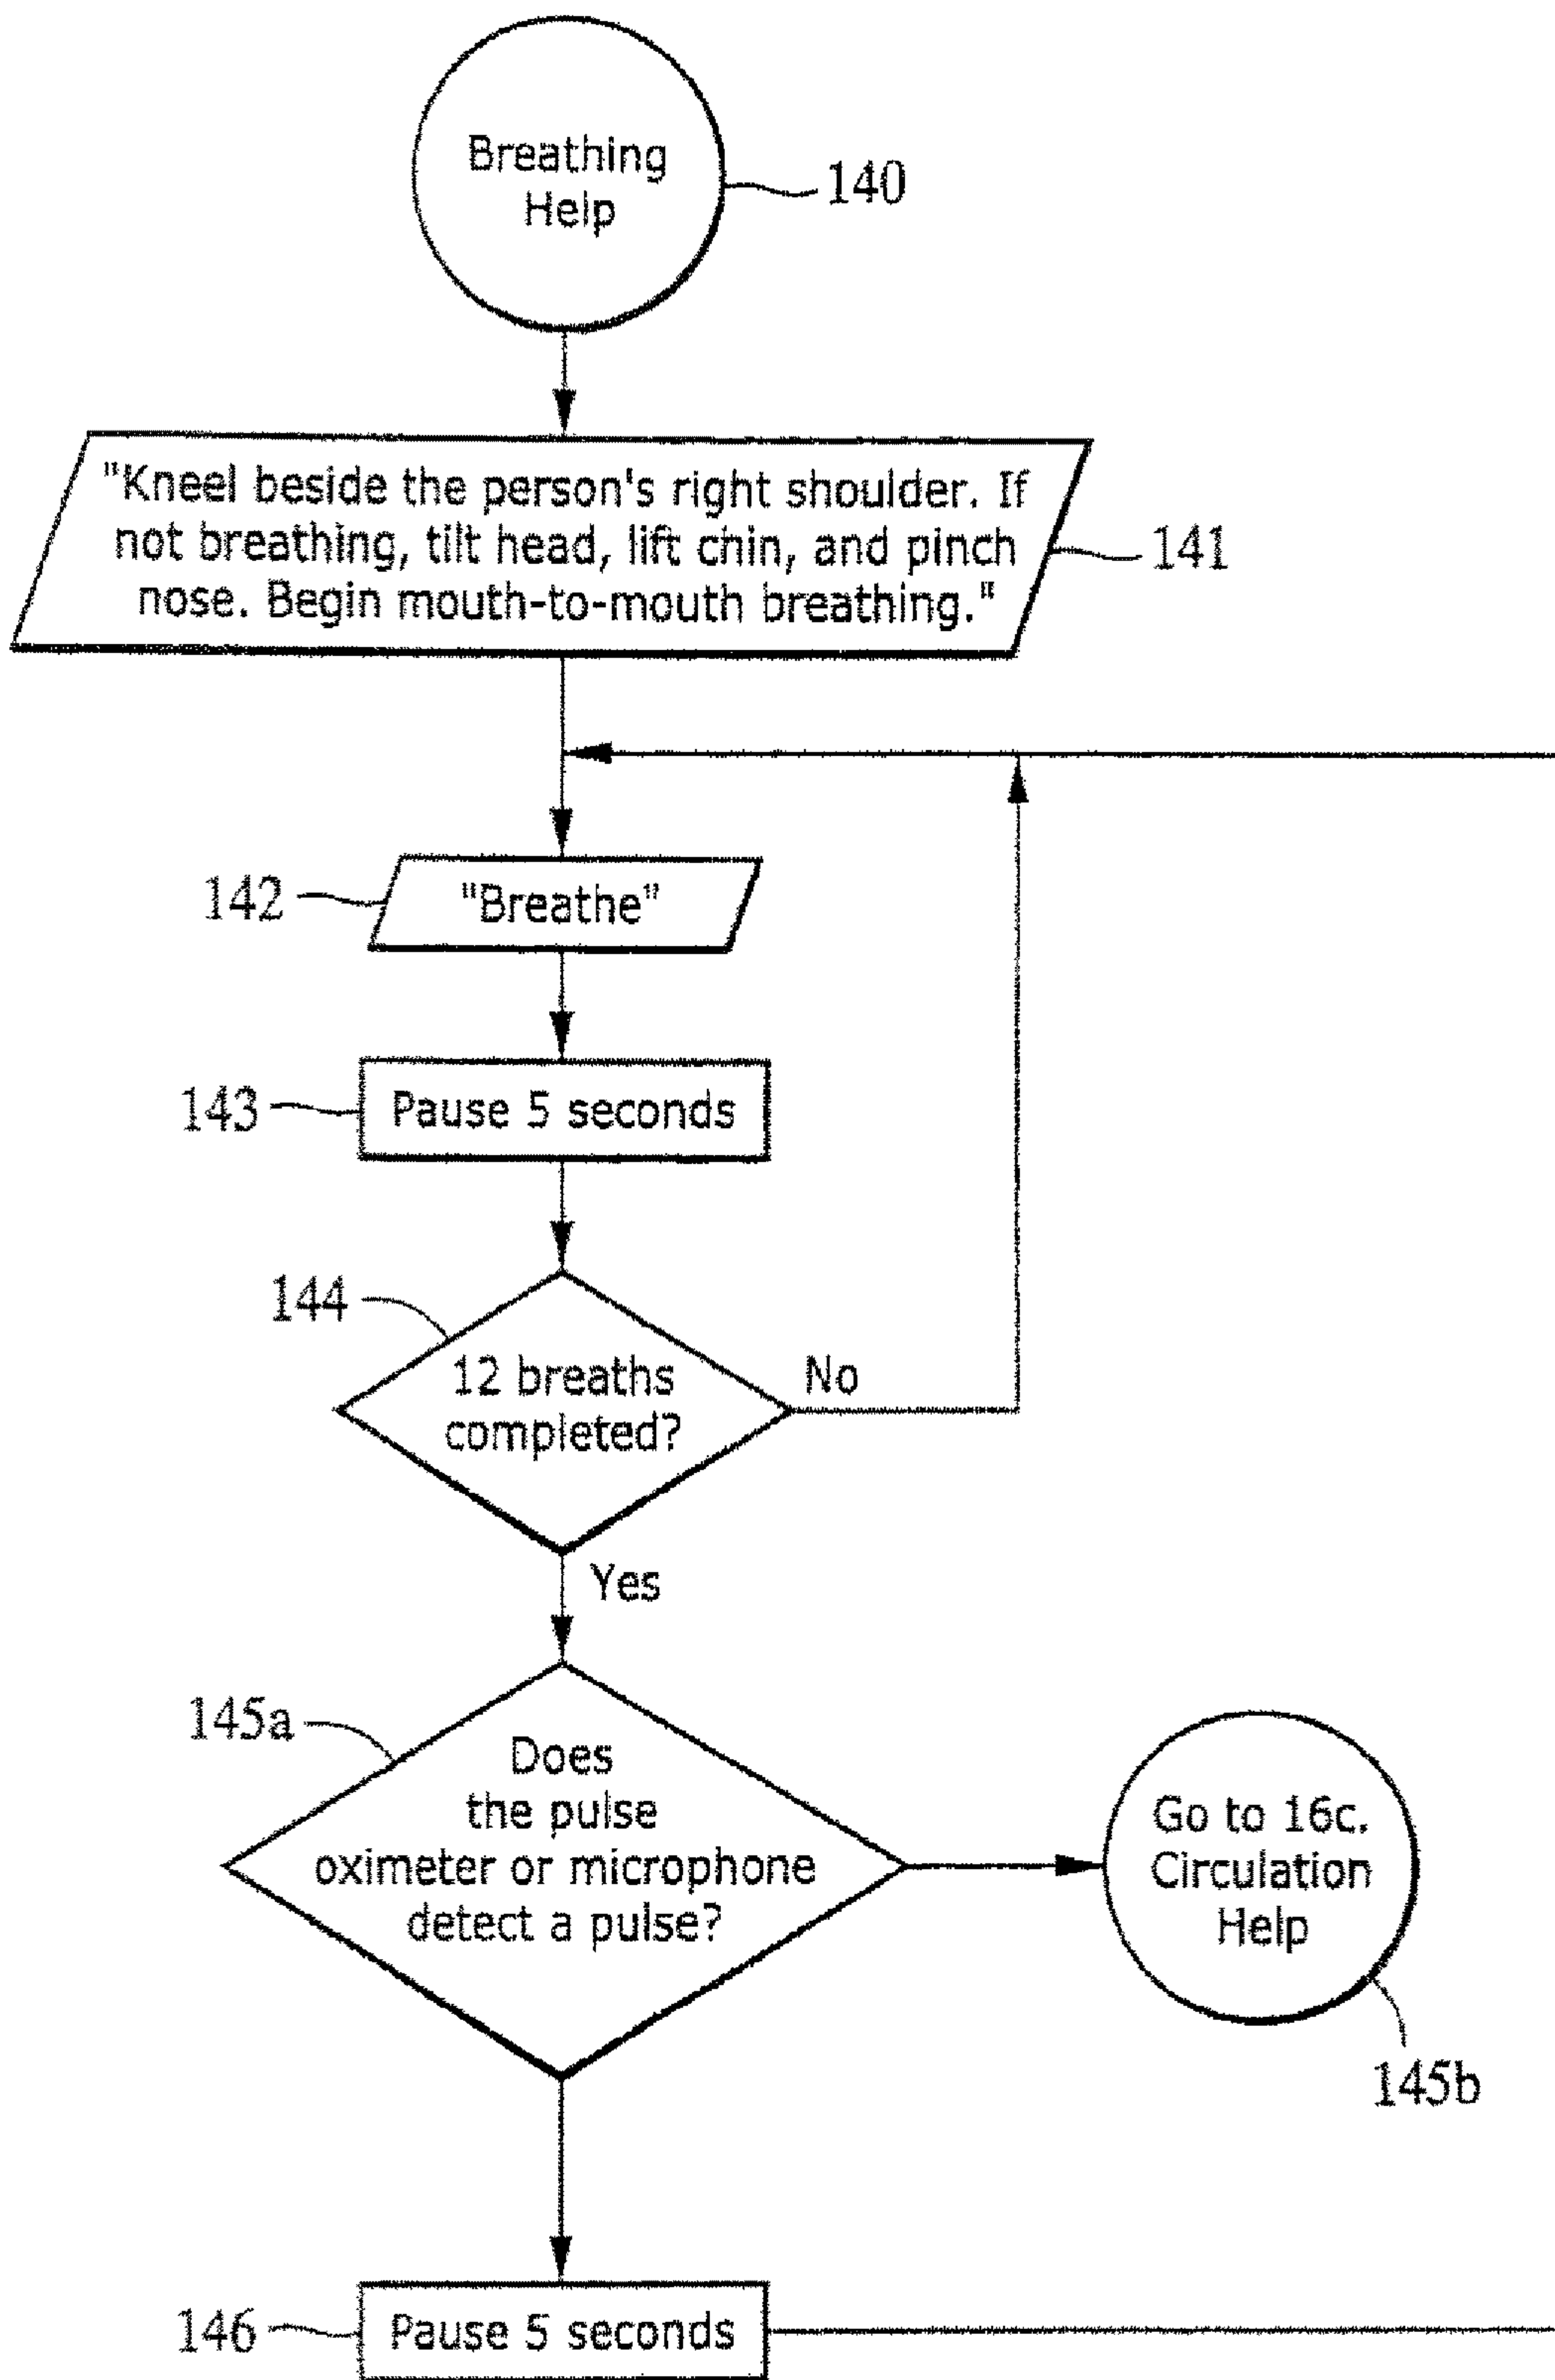 Breathing
Help
140
"Kneel beside the person's right shoulder. If
not breathing, tilt head, lift chin, and pinch
nose. Begin mouth-to-mouth breathing."
141
142
"Breathe"
143
Pause 5 seconds
144
12 breaths
completed?
No
Yes
145a
Does
the pulse
oximeter or microphone
detect a pulse?
Go to 16c.
Circulation
Help
145b
146
Pause 5 seconds